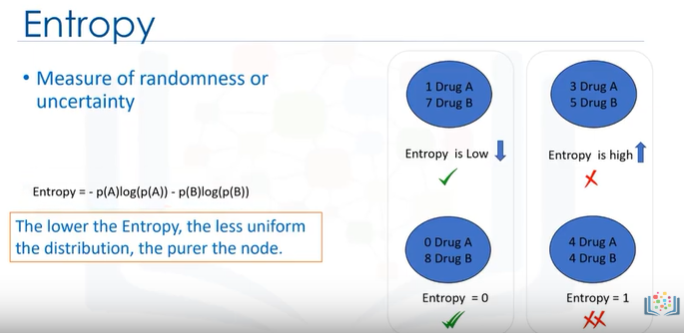 Entropy
• Measure of randomness or
uncertainty
Entropy = - p(A)log(p(A)) - p(B)log(p(B))
The lower the Entropy, the less uniform
the distribution, the purer the node.
1 Drug A
7 Drug B
Entropy is Low
3 Drug A
5 Drug B
Entropy is high
0 Drug A
8 Drug B
Entropy = 0
4 Drug A
4 Drug B
Entropy = 1